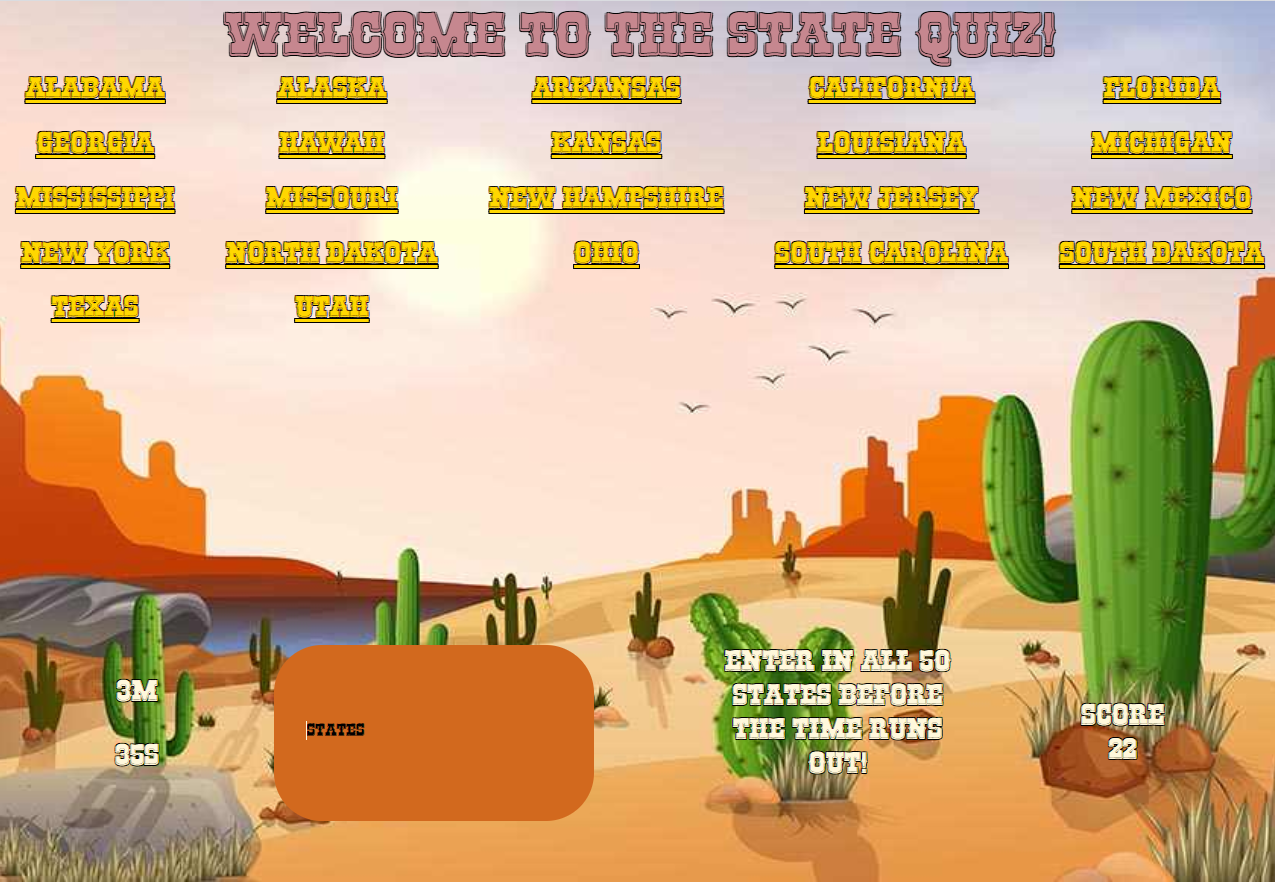 WELCOME TO THE STATE QUIZ!
ALABAMA ALASKA ARKANSAS CALIFORNIA FLORIDA
GEORGIA HAWAII KANSAS LOUISIANA MICHIGAN
MISSISSIPPI MISSOURI NEW HAMPSHIRE NEW JERSEY NEW MEXICO
NEW YORK NORTH DAKOTA OHIO SOUTH CAROLINA SOUTH DAKOTA
TEXAS UTAH
3M
35S
STATES
ENTER IN ALL 50
STATES BEFORE
THE TIME RUNS
OUT!
SCORE
22